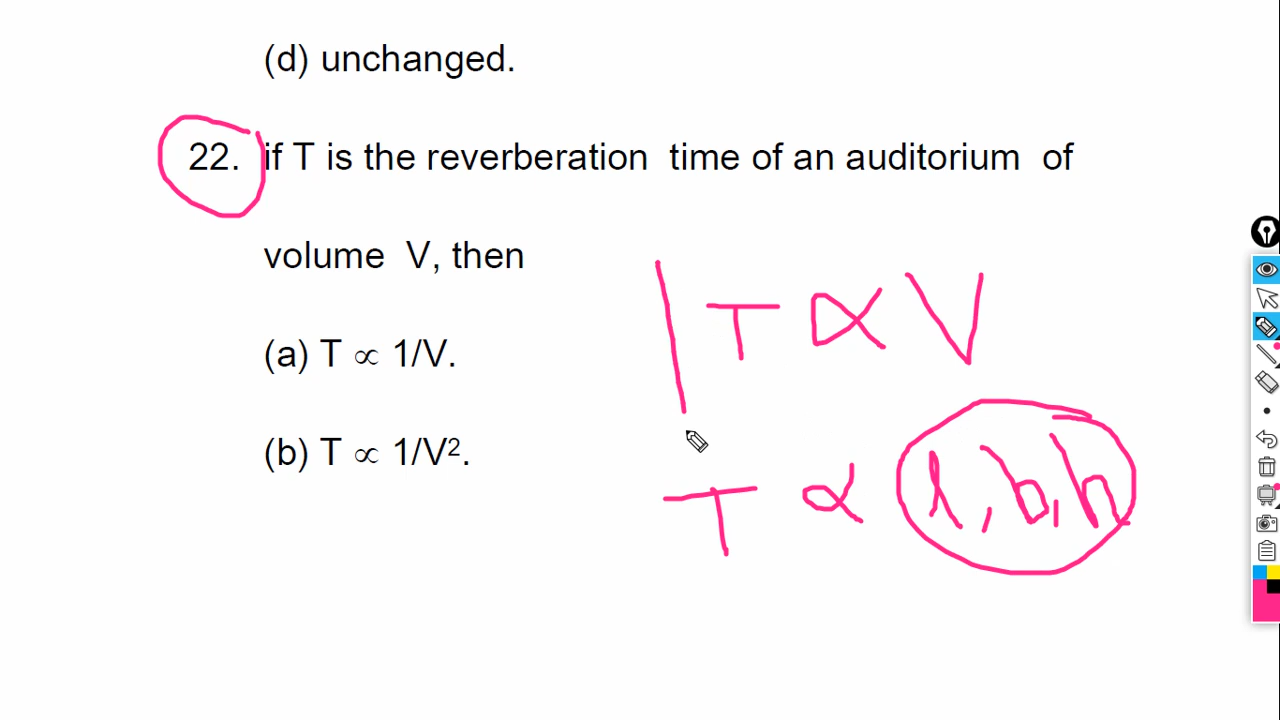 (d) unchanged.
22. if T is the reverberation time of an auditorium of
volume V, then
T ∝ V
(a) T ∝ 1/V.
(b) T ∝ 1/V².
T ∝ l, b, h